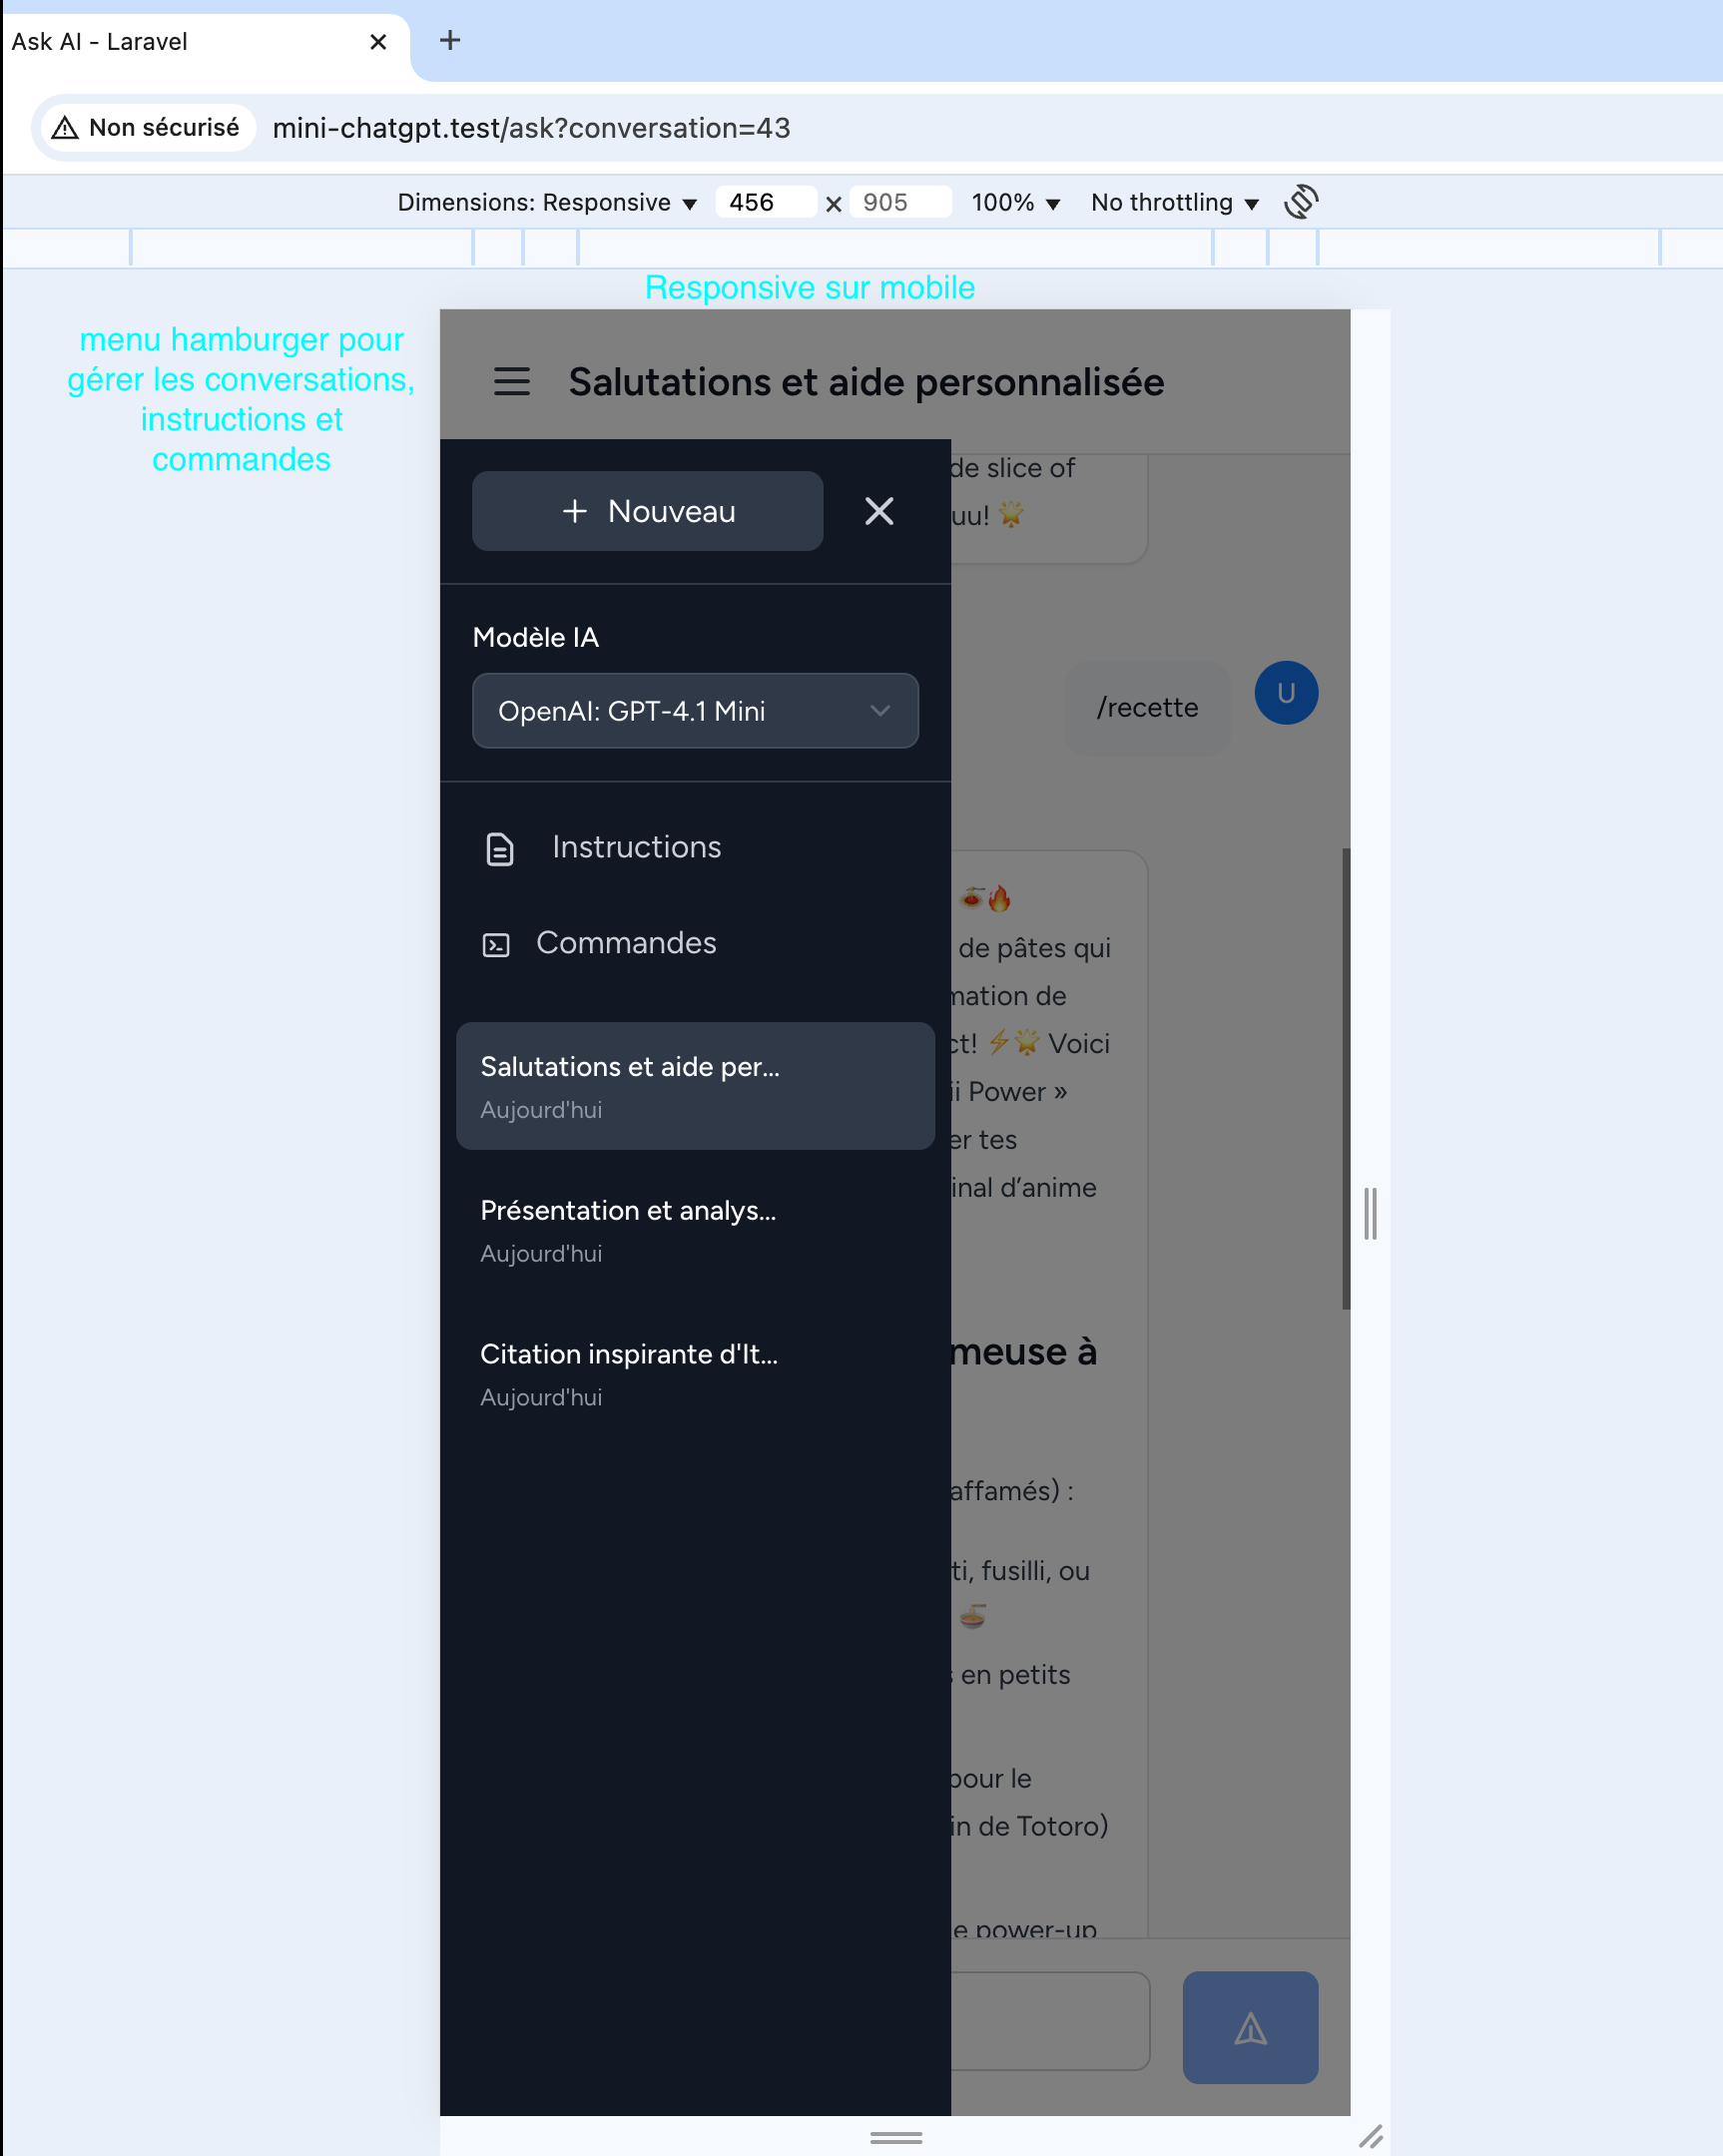 Ask AI - Laravel
Non sécurisé
mini-chatgpt.test/ask?conversation=43
Dimensions: Responsive
456
×
905
100%
No throttling
Responsive sur mobile
menu hamburger pour
gérer les conversations,
instructions et
commandes
Salutations et aide personnalisée
+ Nouveau
Modèle IA
OpenAI: GPT-4.1 Mini
Instructions
Commandes
Salutations et aide per...
Aujourd'hui
Présentation et analys...
Aujourd'hui
Citation inspirante d'It...
Aujourd'hui
de slice of
uu! 🌟
/recette
U
🍝🔥
de pâtes qui
mation de
ct! ⚡🌟 Voici
ii Power »
er tes
inal d’anime
meuse à
affamés) :
ti, fusilli, ou
🍜
en petits
pour le
in de Totoro)
e power-up